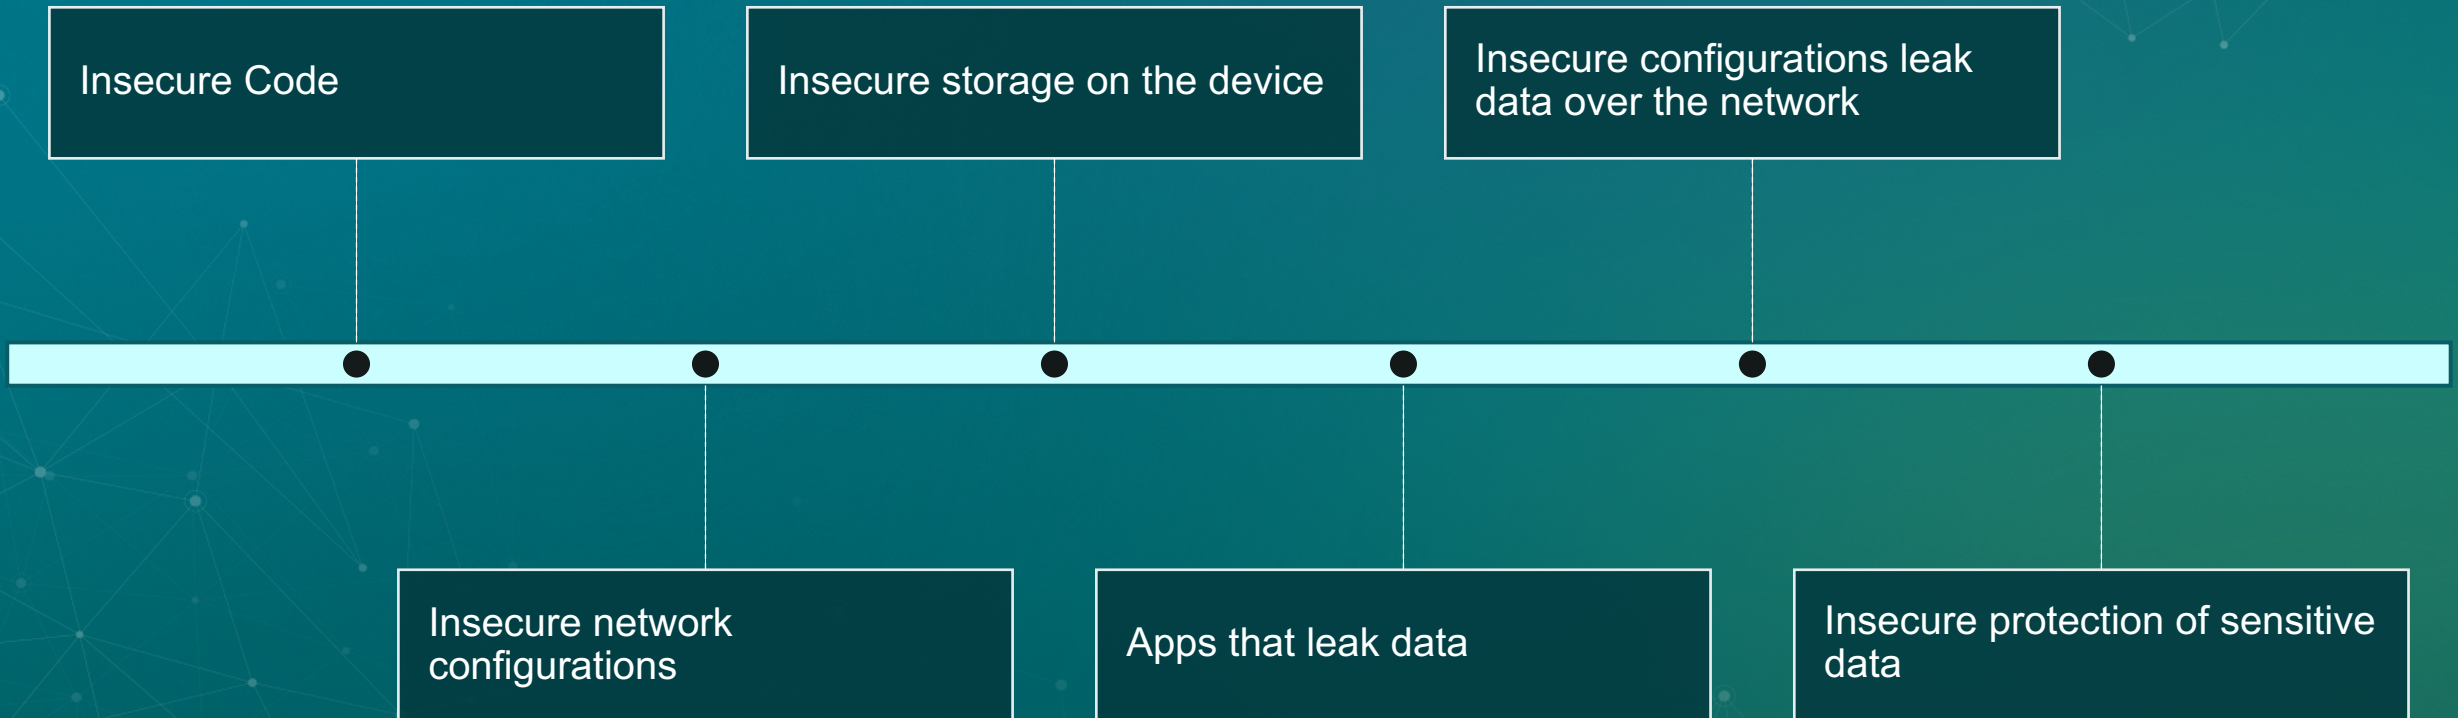 Insecure Code
Insecure network
configurations
Insecure storage on the device
Apps that leak data
Insecure configurations leak
data over the network
Insecure protection of sensitive
data